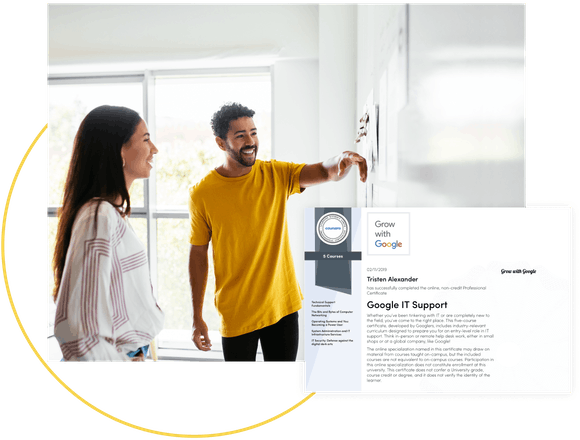 coursera
5 Courses
Technical Support
Fundamentals
The Bits and Bytes of Computer
Networking
Operating Systems and You:
Becoming a Power User
System Administration and IT
Infrastructure Services
IT Security: Defense against the
digital dark arts
Grow
with
Google
02/11/2019
Tristen Alexander
has successfully completed the online, non-credit Professional
Certificate
Google IT Support
Whether you've been tinkering with IT or are completely new to
the field, you've come to the right place. This five-course
certificate, developed by Googlers, includes industry-relevant
curriculum designed to prepare you for an entry-level role in IT
support. Think in-person or remote help desk work, either in small
shops or at a global company like Google!
The online specialization named in this certificate may draw on
material from courses taught on-campus, but the included
courses are not equivalent to on-campus courses. Participation in
the online specialization does not constitute enrollment at this
university. This certificate does not confer a University grade,
course credit or degree, and it does not verify the identity of the
learner.
Grow with Google